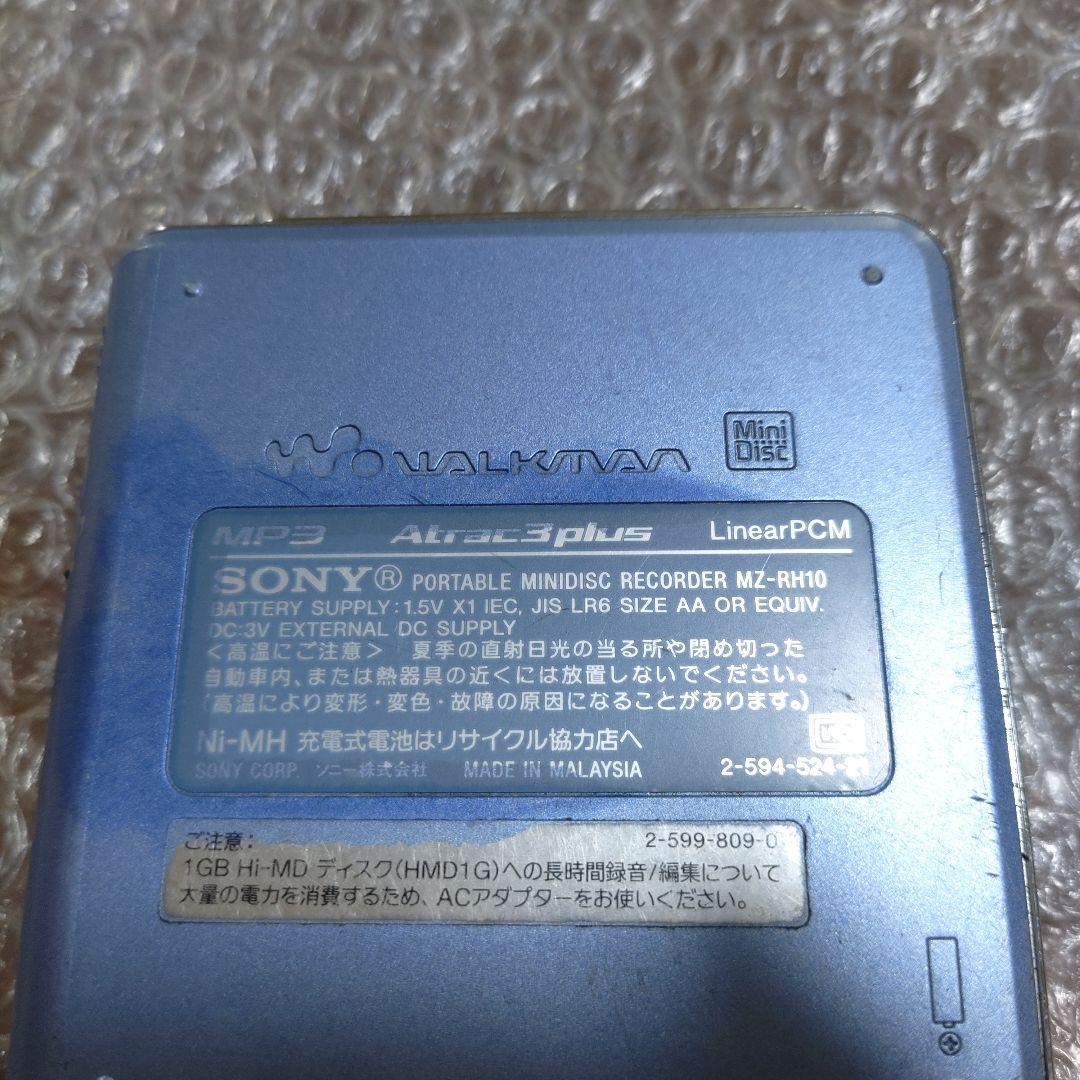 WALKMAN
Mini Disc
MP3 Atrac3plus LinearPCM
SONY® PORTABLE MINIDISC RECORDER MZ-RH10
BATTERY SUPPLY:1.5V X1 IEC, JIS LR6 SIZE AA OR EQUIV.
DC:3V EXTERNAL DC SUPPLY
<高温にご注意> 夏季の直射日光の当る所や閉め切った
自動車内、または熱器具の近くには放置しないでください。
(高温により変形・変色・故障の原因になることがあります。)
Ni-MH 充電式電池はリサイクル協力店へ
SONY CORP. ソニー株式会社 MADE IN MALAYSIA
ご注意: 2-599-809-0
1GB Hi-MD ディスク(HMD1G)への長時間録音/編集について
大量の電力を消費するため、ACアダプターをお使いください。